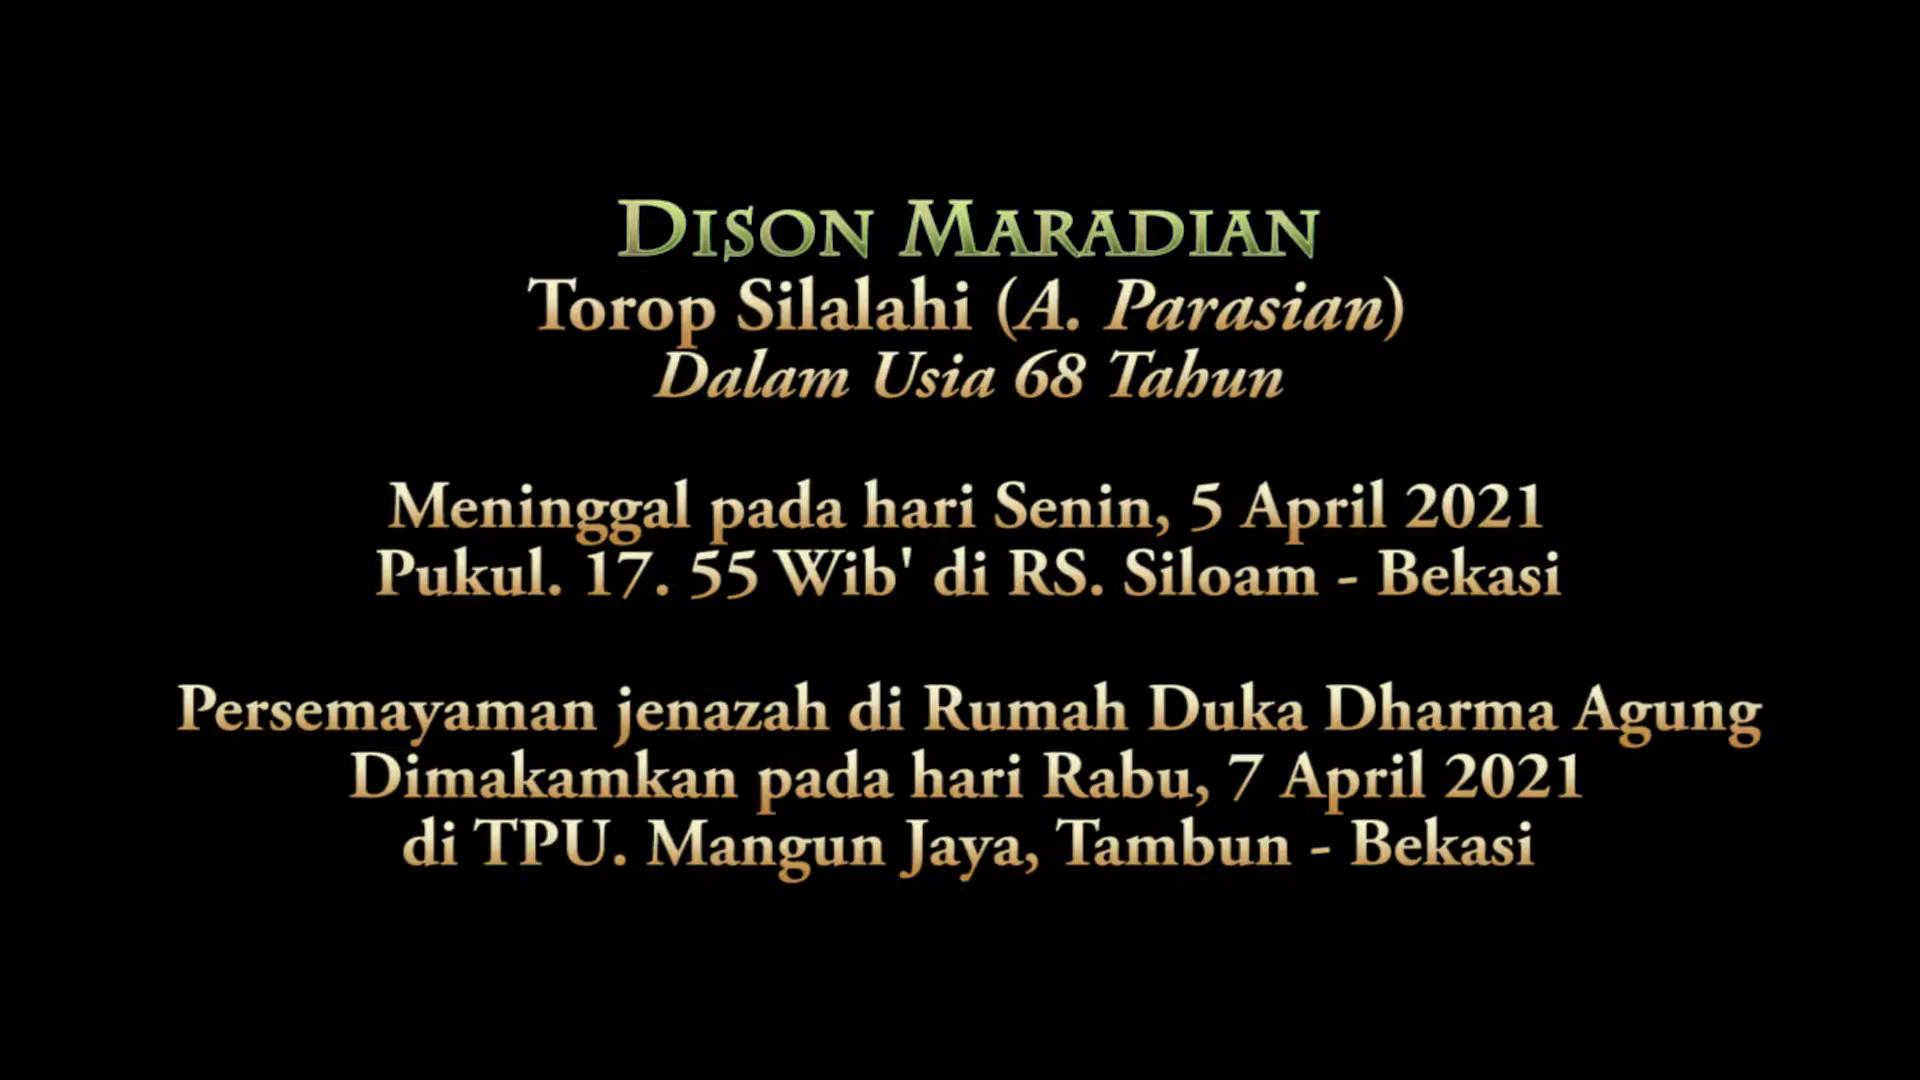 DISON MARADIAN
Torop Silalahi (A. Parasian)
Dalam Usia 68 Tahun
Meninggal pada hari Senin, 5 April 2021
Pukul. 17. 55 Wib' di RS. Siloam - Bekasi
Persemayaman jenazah di Rumah Duka Dharma Agung
Dimakamkan pada hari Rabu, 7 April 2021
di TPU. Mangun Jaya, Tambun - Bekasi